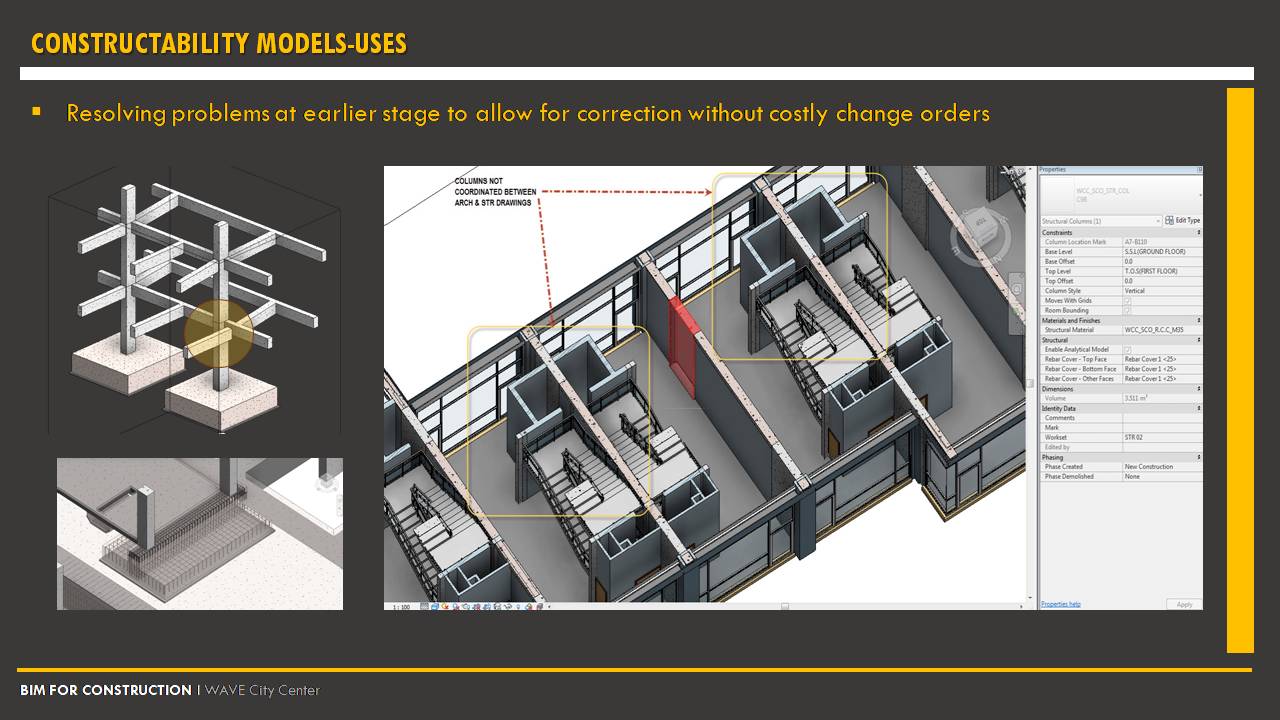 CONSTRUCTABILITY MODELS-USES
▪ Resolving problems at earlier stage to allow for correction without costly change orders
COLUMNS NOT
COORDINATED BETWEEN
ARCH & STR DRAWINGS
Properties
WCC_SCO_STR_COL
C98
Structural Columns (1)
Edit Type
Constraints
Column Location Mark A7-B110
Base Level S.S.L(GROUND FLOOR)
Base Offset 0.0
Top Level T.O.S(FIRST FLOOR)
Top Offset 0.0
Column Style Vertical
Moves With Grids
Room Bounding
Materials and Finishes
Structural Material WCC_SCO_R.C.C_M35
Structural
Enable Analytical Model
Rebar Cover - Top Face Rebar Cover 1 <25>
Rebar Cover - Bottom Face Rebar Cover 1 <25>
Rebar Cover - Other Faces Rebar Cover 1 <25>
Dimensions
Volume 3.511 m³
Identity Data
Comments
Mark
Workset STR 02
Edited by
Phasing
Phase Created New Construction
Phase Demolished None
1 : 100
Properties help
Apply
BIM FOR CONSTRUCTION | WAVE City Center